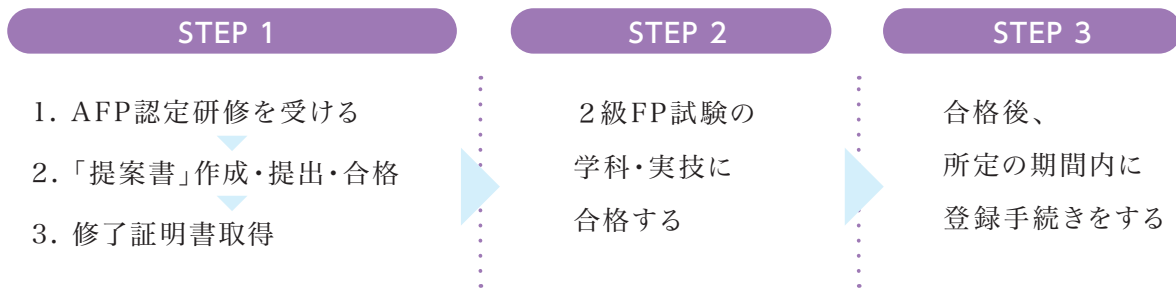 STEP 1
1. AFP認定研修を受ける
2.「提案書」作成・提出・合格
3. 修了証明書取得
STEP 2
２級FP試験の
学科・実技に
合格する
STEP 3
合格後、
所定の期間内に
登録手続きをする